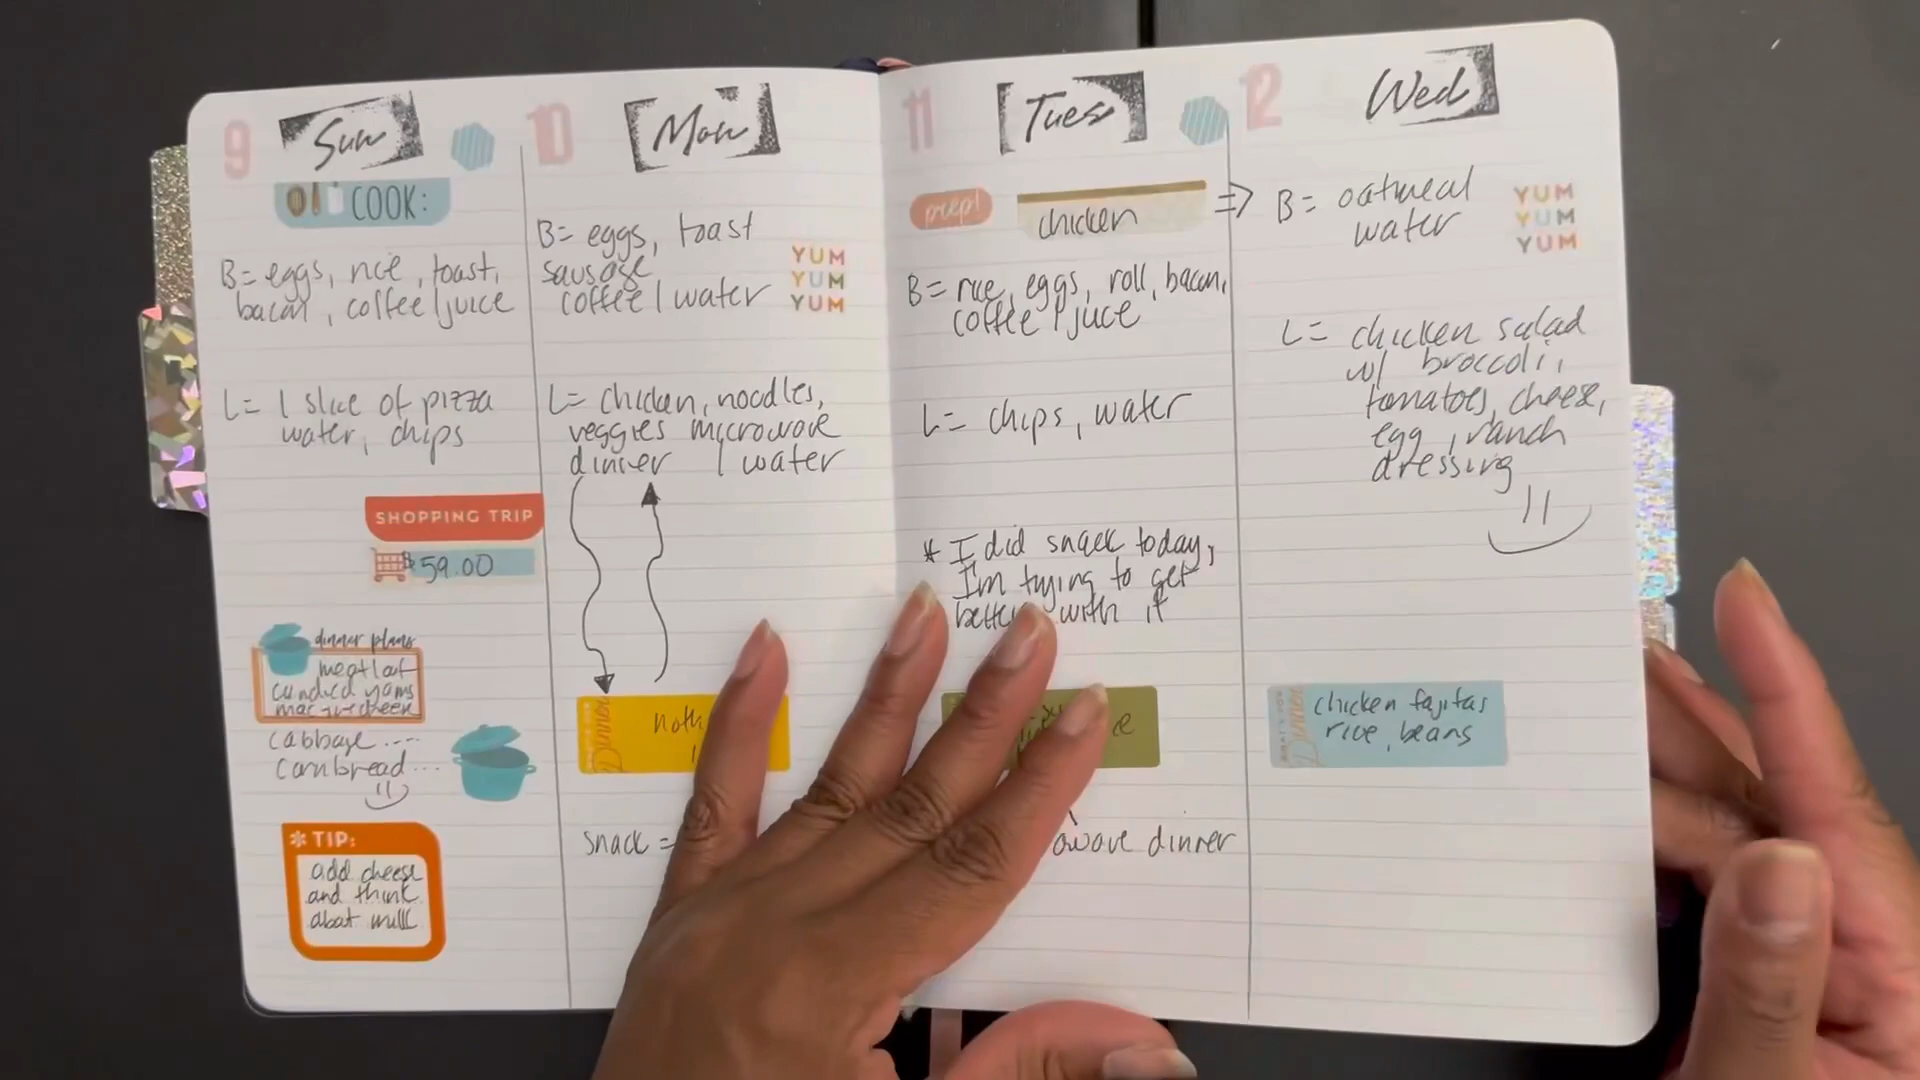 9
Sun
COOK:
B= eggs, rice, toast,
bacon, coffee/juice
L= 1 slice of pizza
water, chips
SHOPPING TRIP
$59.00
dinner plans
meatloaf
candied yams
mac
cabbage ....
cornbread ...
* TIP:
add cheese
and think
about milk
10
Mon
B= eggs, toast
sausage
coffee / water
YUM
YUM
YUM
L= chicken, noodles,
veggies microwave
dinner / water
Dinner
snack =
11
Tues
prep!
chicken
⇒
B= rice, eggs, roll, bacon,
coffee / juice
L= chips, water
* I did snack today,
I'm trying to get
better with it
dinner
12
Wed
B= oatmeal
water
YUM
YUM
YUM
L= chicken salad
w/ broccoli,
tomatoes, cheese,
egg, ranch
dressing
Dinner
chicken fajitas
rice, beans